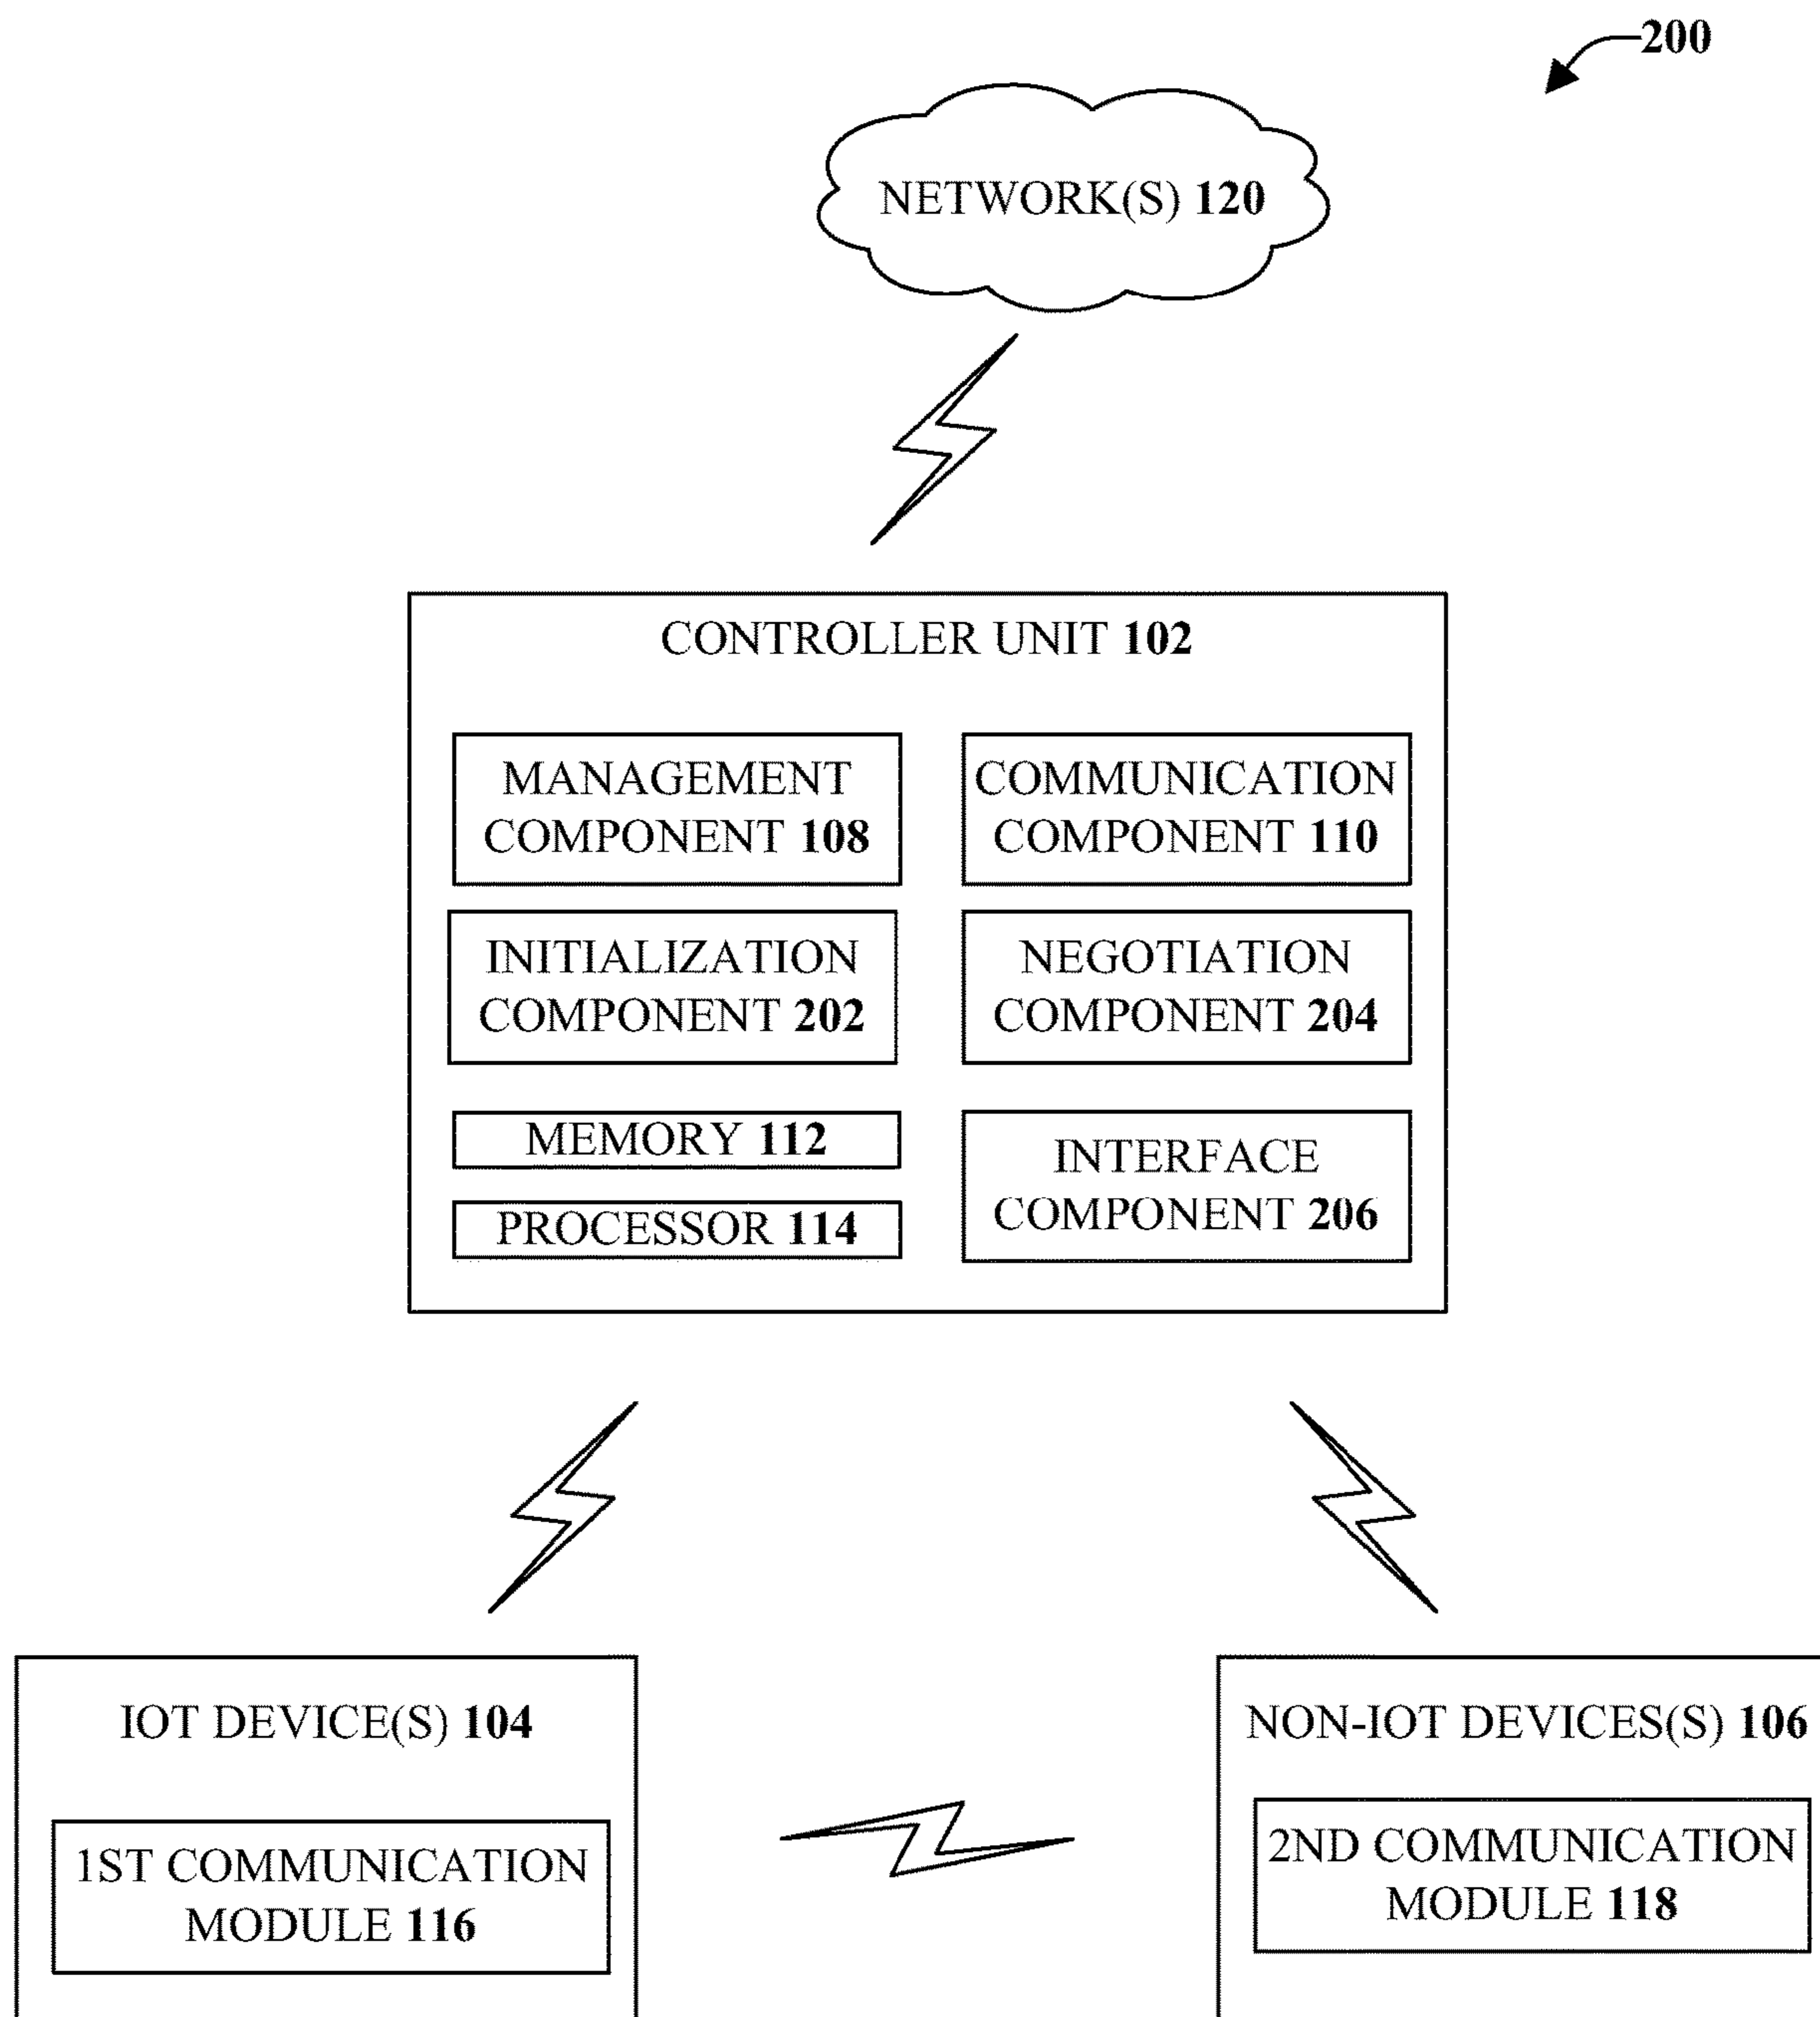 200
NETWORK(S) 120
CONTROLLER UNIT 102
MANAGEMENT
COMPONENT 108
COMMUNICATION
COMPONENT 110
INITIALIZATION
COMPONENT 202
NEGOTIATION
COMPONENT 204
MEMORY 112
PROCESSOR 114
INTERFACE
COMPONENT 206
IOT DEVICE(S) 104
1ST COMMUNICATION
MODULE 116
NON-IOT DEVICES(S) 106
2ND COMMUNICATION
MODULE 118